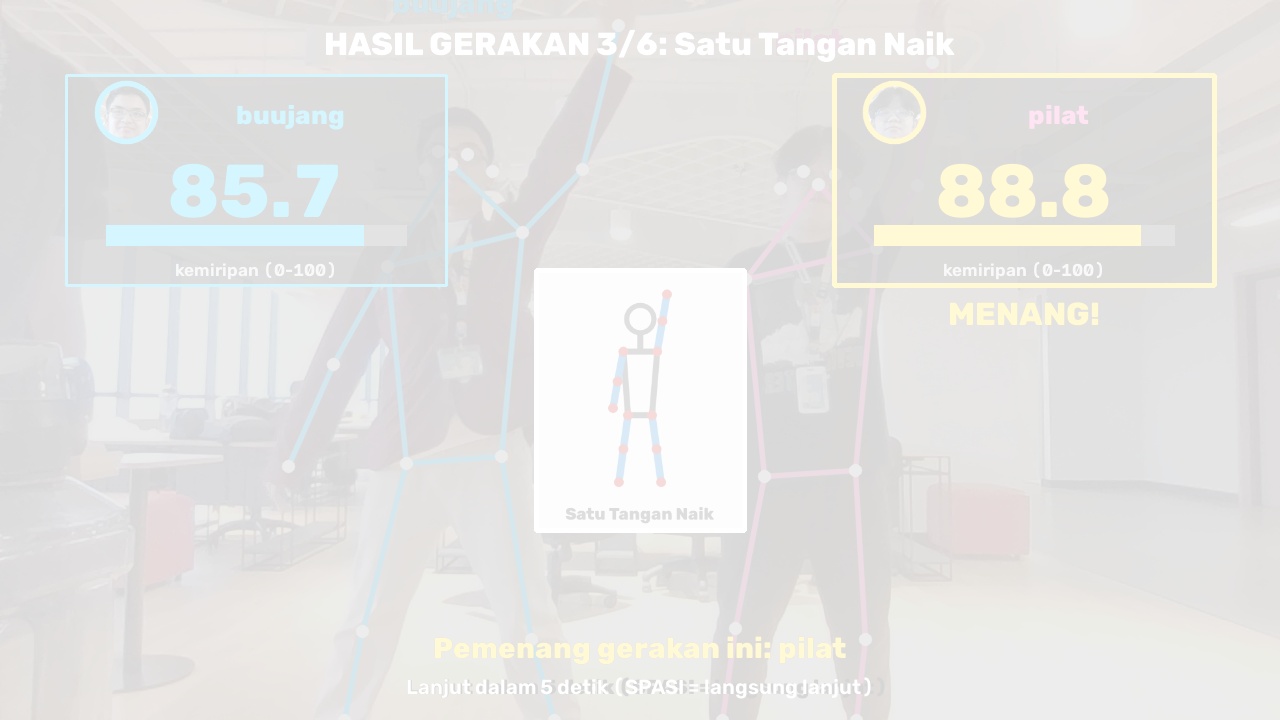 buujang
HASIL GERAKAN 3/6: Satu Tangan Naik
buujang
85.7
kemiripan (0-100)
pilat
88.8
kemiripan (0-100)
MENANG!
Satu Tangan Naik
Pemenang gerakan ini: pilat
Lanjut dalam 5 detik (SPASI = langsung lanjut)